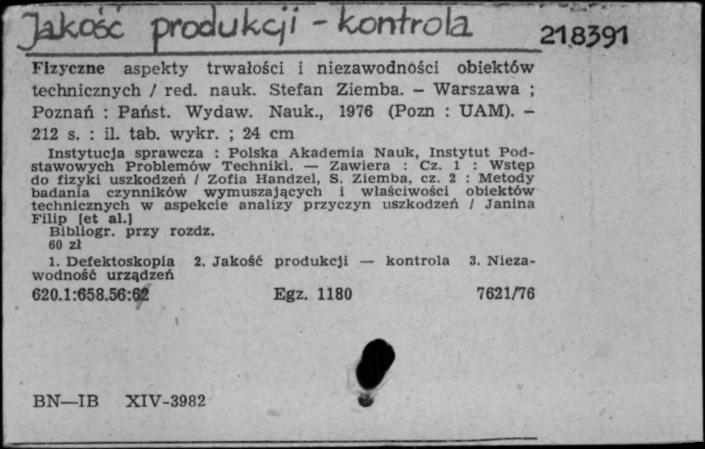 Jakość produkcji - kontrola 218391
Fizyczne aspekty trwałości i niezawodności obiektów
technicznych / red. nauk. Stefan Ziemba. — Warszawa ;
Poznań : Państ. Wydaw. Nauk., 1976 (Pozn : UAM). —
212 s. : il. tab. wykr. ; 24 cm
Instytucja sprawcza : Polska Akademia Nauk, Instytut Pod-
stawowych Problemów Techniki. — Zawiera : Cz. 1 : Wstęp
do fizyki uszkodzeń / Zofia Handzel, S. Ziemba, cz. 2 : Metody
badania czynników wymuszających i właściwości obiektów
technicznych w aspekcie analizy przyczyn uszkodzeń / Janina
Filip [et al.]
Bibliogr. przy rozdz.
60 zł
1. Defektoskopia 2. Jakość produkcji — kontrola 3. Nieza-
wodność urządzeń
620.1:658.56:62 Egz. 1180 7621/76
BN—IB XIV-3982